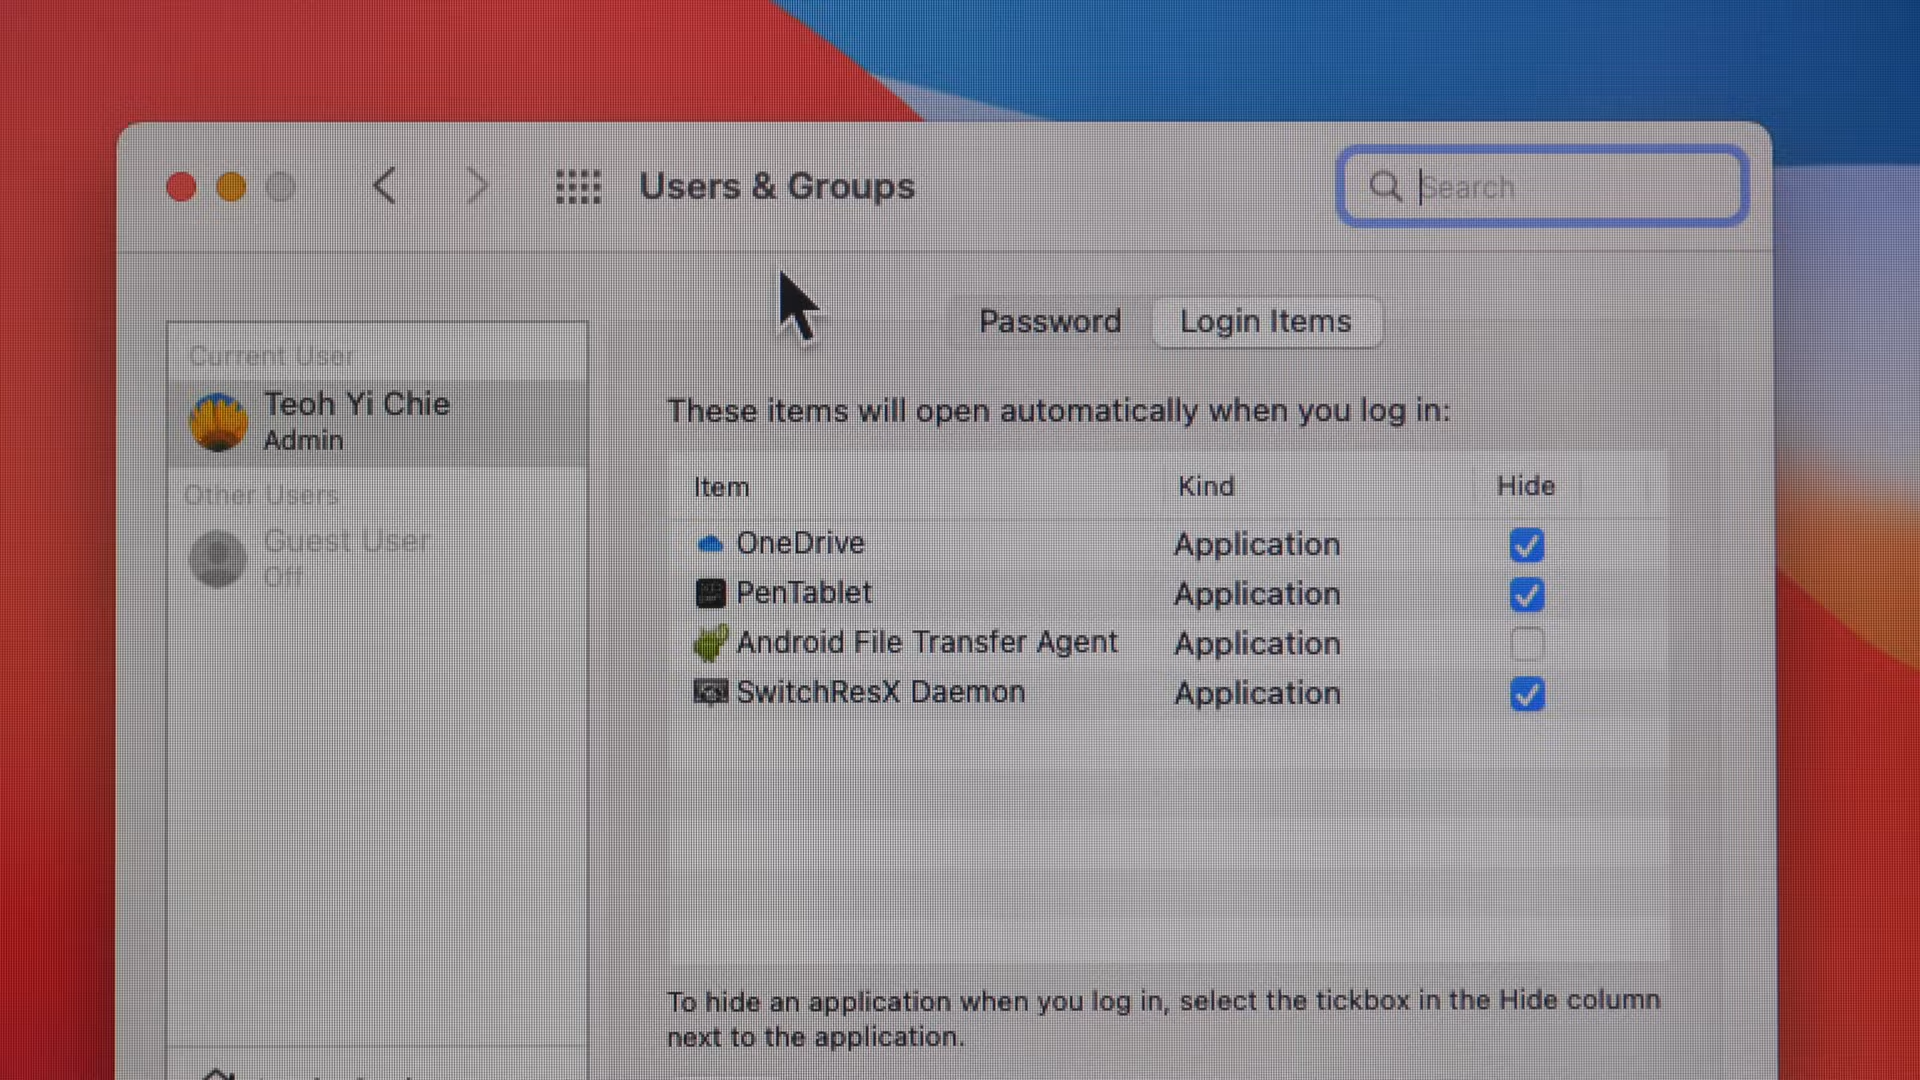 Users & Groups
Search
Password
Login Items
Current User
Teoh Yi Chie
Admin
Other Users
Guest User
Off
These items will open automatically when you log in:
Item Kind Hide
OneDrive Application
PenTablet Application
Android File Transfer Agent Application
SwitchResX Daemon Application
To hide an application when you log in, select the tickbox in the Hide column
next to the application.